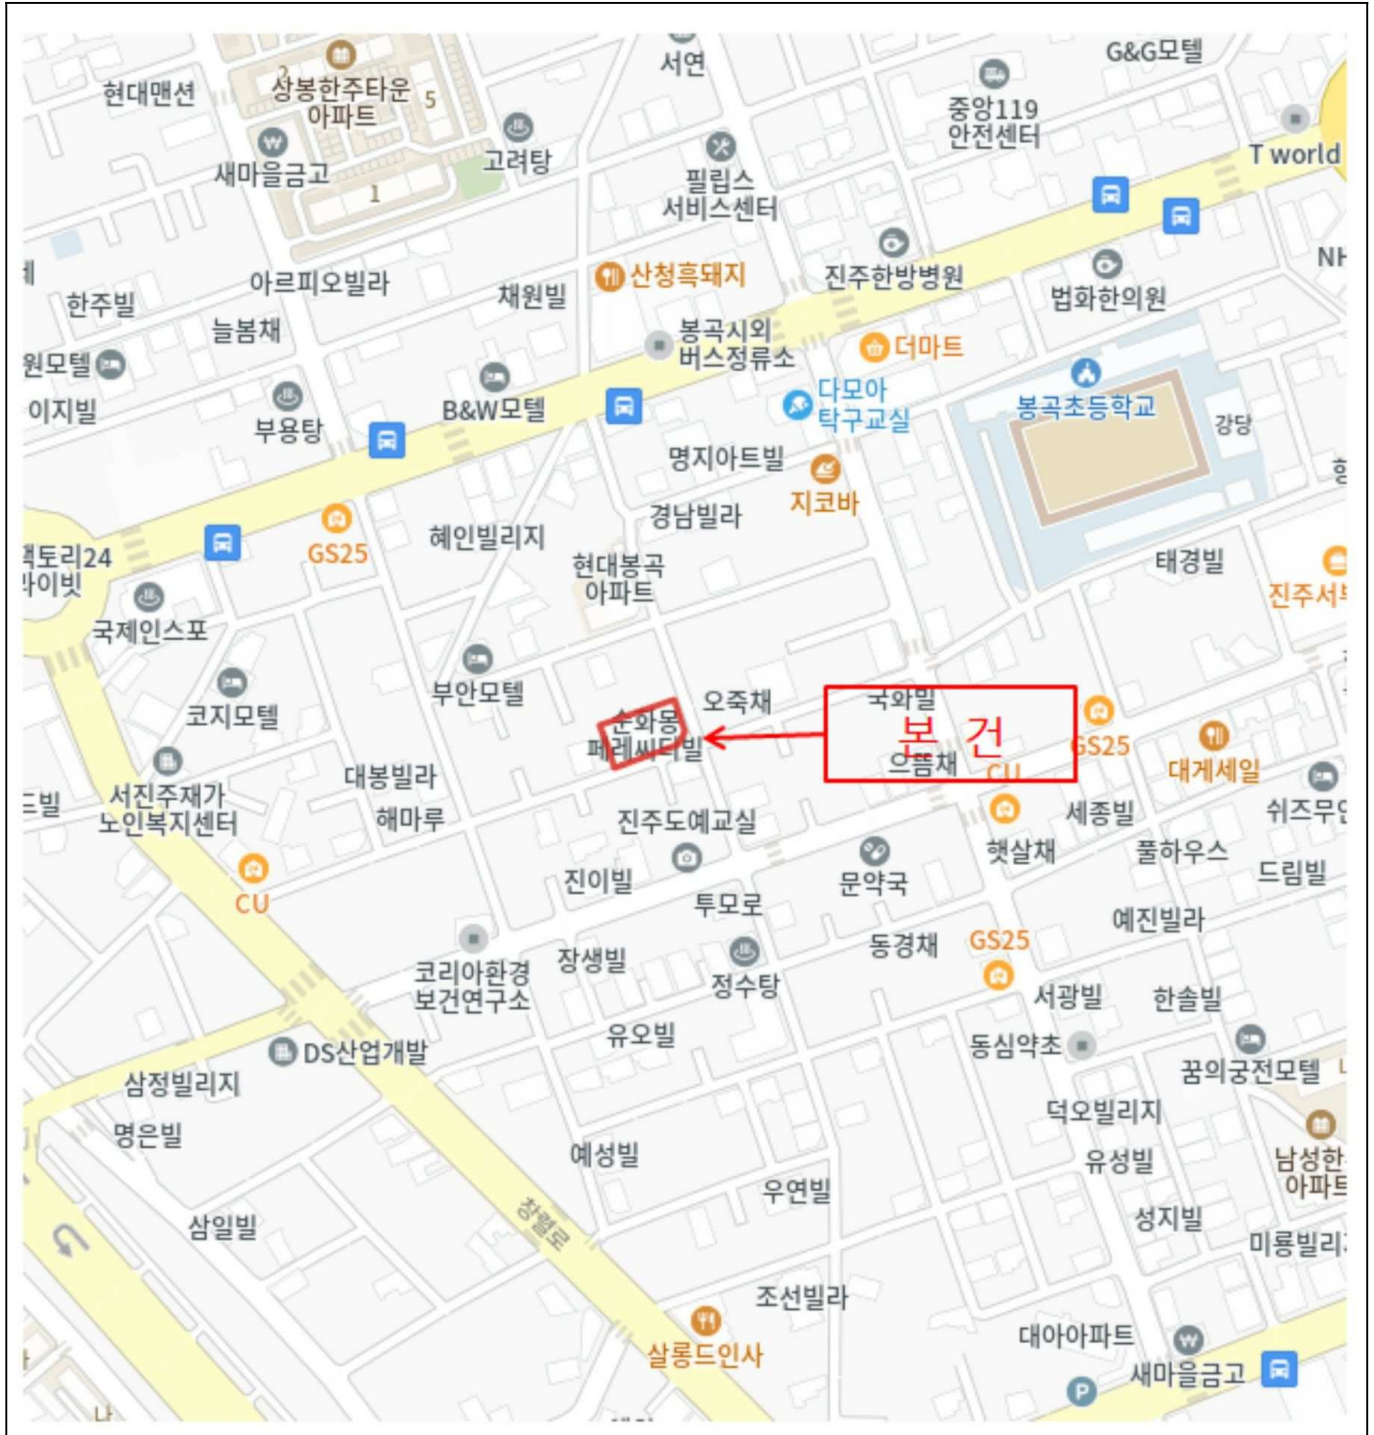 서연
G&G모텔
현대맨션
2
상봉한주타운
아파트
5
중앙119
안전센터
새마을금고
고려탕
T world
1
필립스
서비스센터
산청흑돼지
진주한방병원
법화한의원
NH
아르피오빌라
채원빌
한주빌
늘봄채
봉곡시외
버스정류소
더마트
원모텔
이지빌
부용탕
B&W모텔
다모아
탁구교실
봉곡초등학교
강당
명지아트빌
지코바
경남빌라
GS25
혜인빌리지
현대봉곡
아파트
태경빌
토리24
이빗
국제인스포
진주서부
코지모텔
부안모텔
오죽채
국화빌
순화몽
페레씨티빌
본 건
GS25
으뜸채
CU
대게세일
서진주재가
노인복지센터
대봉빌라
해마루
드빌
진주도예교실
세종빌
쉬즈무인
햇살채
풀하우스
드림빌
CU
진이빌
투모로
문약국
예진빌라
코리아환경
보건연구소
장생빌
정수탕
동경채
GS25
서광빌
한솔빌
유오빌
DS산업개발
동심약초
꿈의궁전모텔
삼정빌리지
덕오빌리지
명은빌
예성빌
유성빌
남성한
아파트
우연빌
삼일빌
창렬로
성지빌
미룡빌리
조선빌라
살롱드인사
대아아파트
새마을금고
P
나